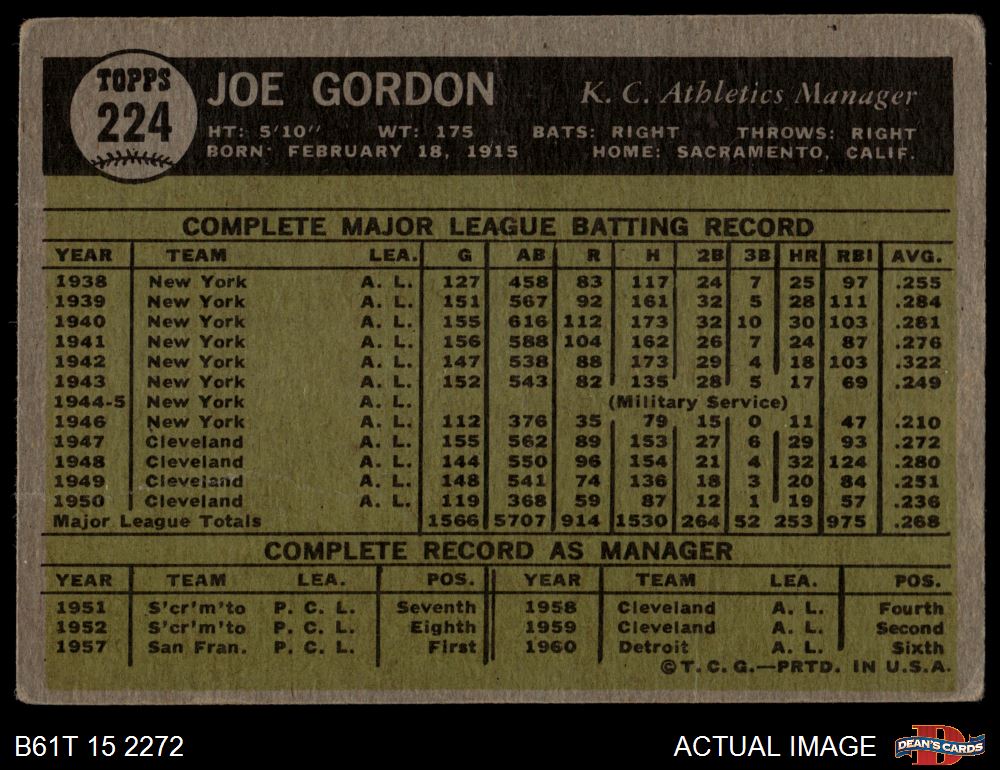 TOPPS
224
JOE GORDON K. C. Athletics Manager
HT: 5'10" WT: 175 BATS: RIGHT THROWS: RIGHT
BORN: FEBRUARY 18, 1915 HOME: SACRAMENTO, CALIF.
COMPLETE MAJOR LEAGUE BATTING RECORD
YEAR TEAM LEA. G AB R H 2B 3B HR RBI AVG.
1938 New York A. L. 127 458 83 117 24 7 25 97 .255
1939 New York A. L. 151 567 92 161 32 5 28 111 .284
1940 New York A. L. 155 616 112 173 32 10 30 103 .281
1941 New York A. L. 156 588 104 162 26 7 24 87 .276
1942 New York A. L. 147 538 88 173 29 4 18 103 .322
1943 New York A. L. 152 543 82 135 28 5 17 69 .249
1944-5 New York A. L. (Military Service)
1946 New York A. L. 112 376 35 79 15 0 11 47 .210
1947 Cleveland A. L. 155 562 89 153 27 6 29 93 .272
1948 Cleveland A. L. 144 550 96 154 21 4 32 124 .280
1949 Cleveland A. L. 148 541 74 136 18 3 20 84 .251
1950 Cleveland A. L. 119 368 59 87 12 1 19 57 .236
Major League Totals 1566 5707 914 1530 264 52 253 975 .268
COMPLETE RECORD AS MANAGER
YEAR TEAM LEA. POS. YEAR TEAM LEA. POS.
1951 S'cr'm'to P. C. L. Seventh 1958 Cleveland A. L. Fourth
1952 S'cr'm'to P. C. L. Eighth 1959 Cleveland A. L. Second
1957 San Fran. P. C. L. First 1960 Detroit A. L. Sixth
©T. C. G.—PRTD. IN U.S.A.
B61T 15 2272 ACTUAL IMAGE D DEAN'S CARDS